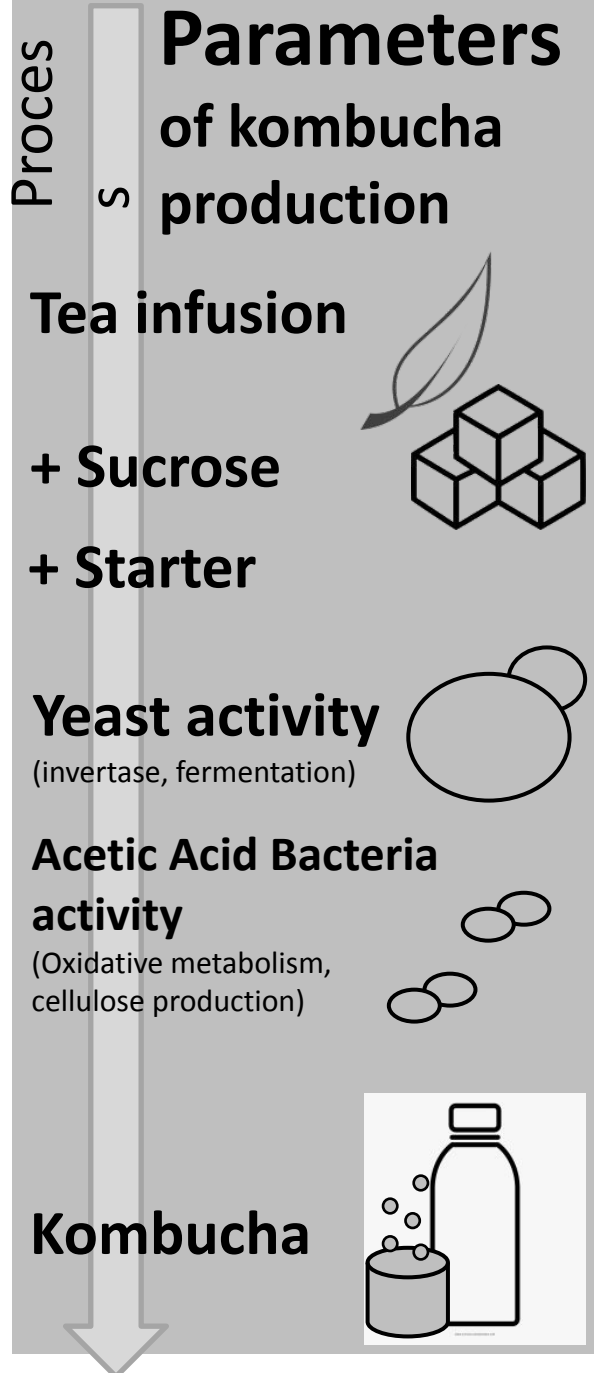 Proces
s
Parameters
of kombucha
production
Tea infusion
+ Sucrose
+ Starter
Yeast activity
(invertase, fermentation)
Acetic Acid Bacteria
activity
(Oxidative metabolism,
cellulose production)
Kombucha